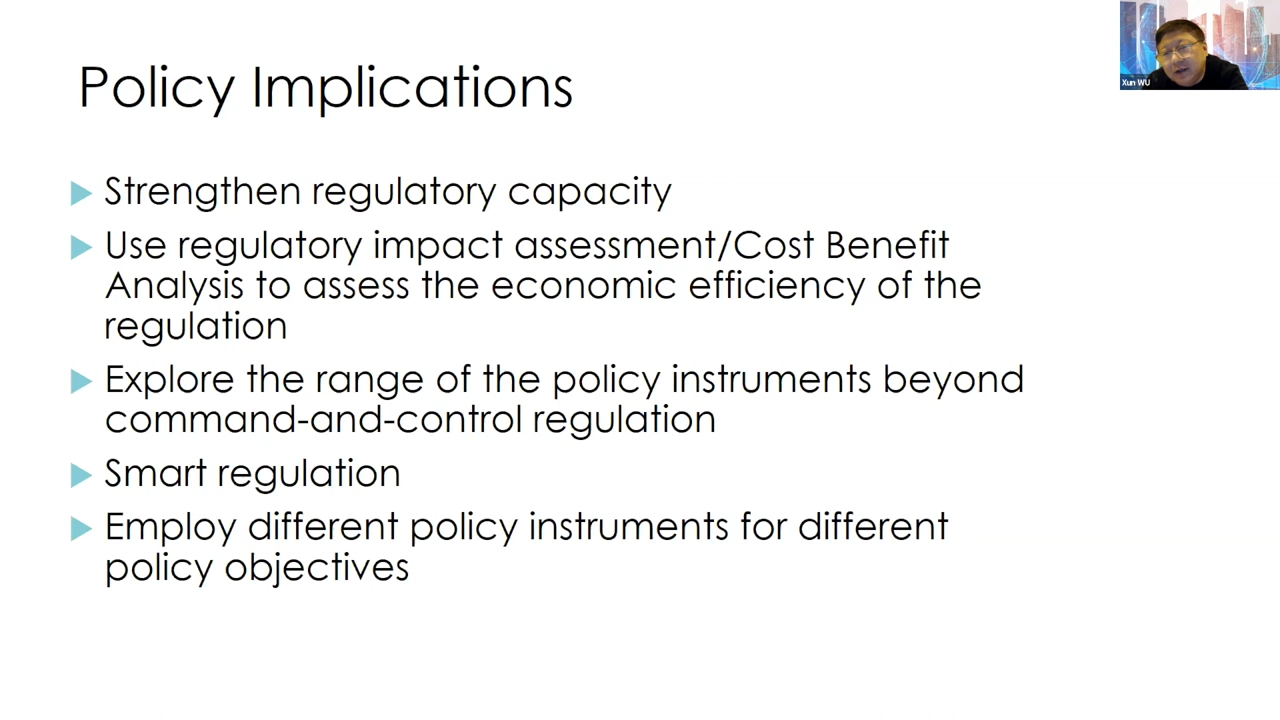 Policy Implications
Xun WU
Strengthen regulatory capacity
Use regulatory impact assessment/Cost Benefit
Analysis to assess the economic efficiency of the
regulation
Explore the range of the policy instruments beyond
command-and-control regulation
Smart regulation
Employ different policy instruments for different
policy objectives